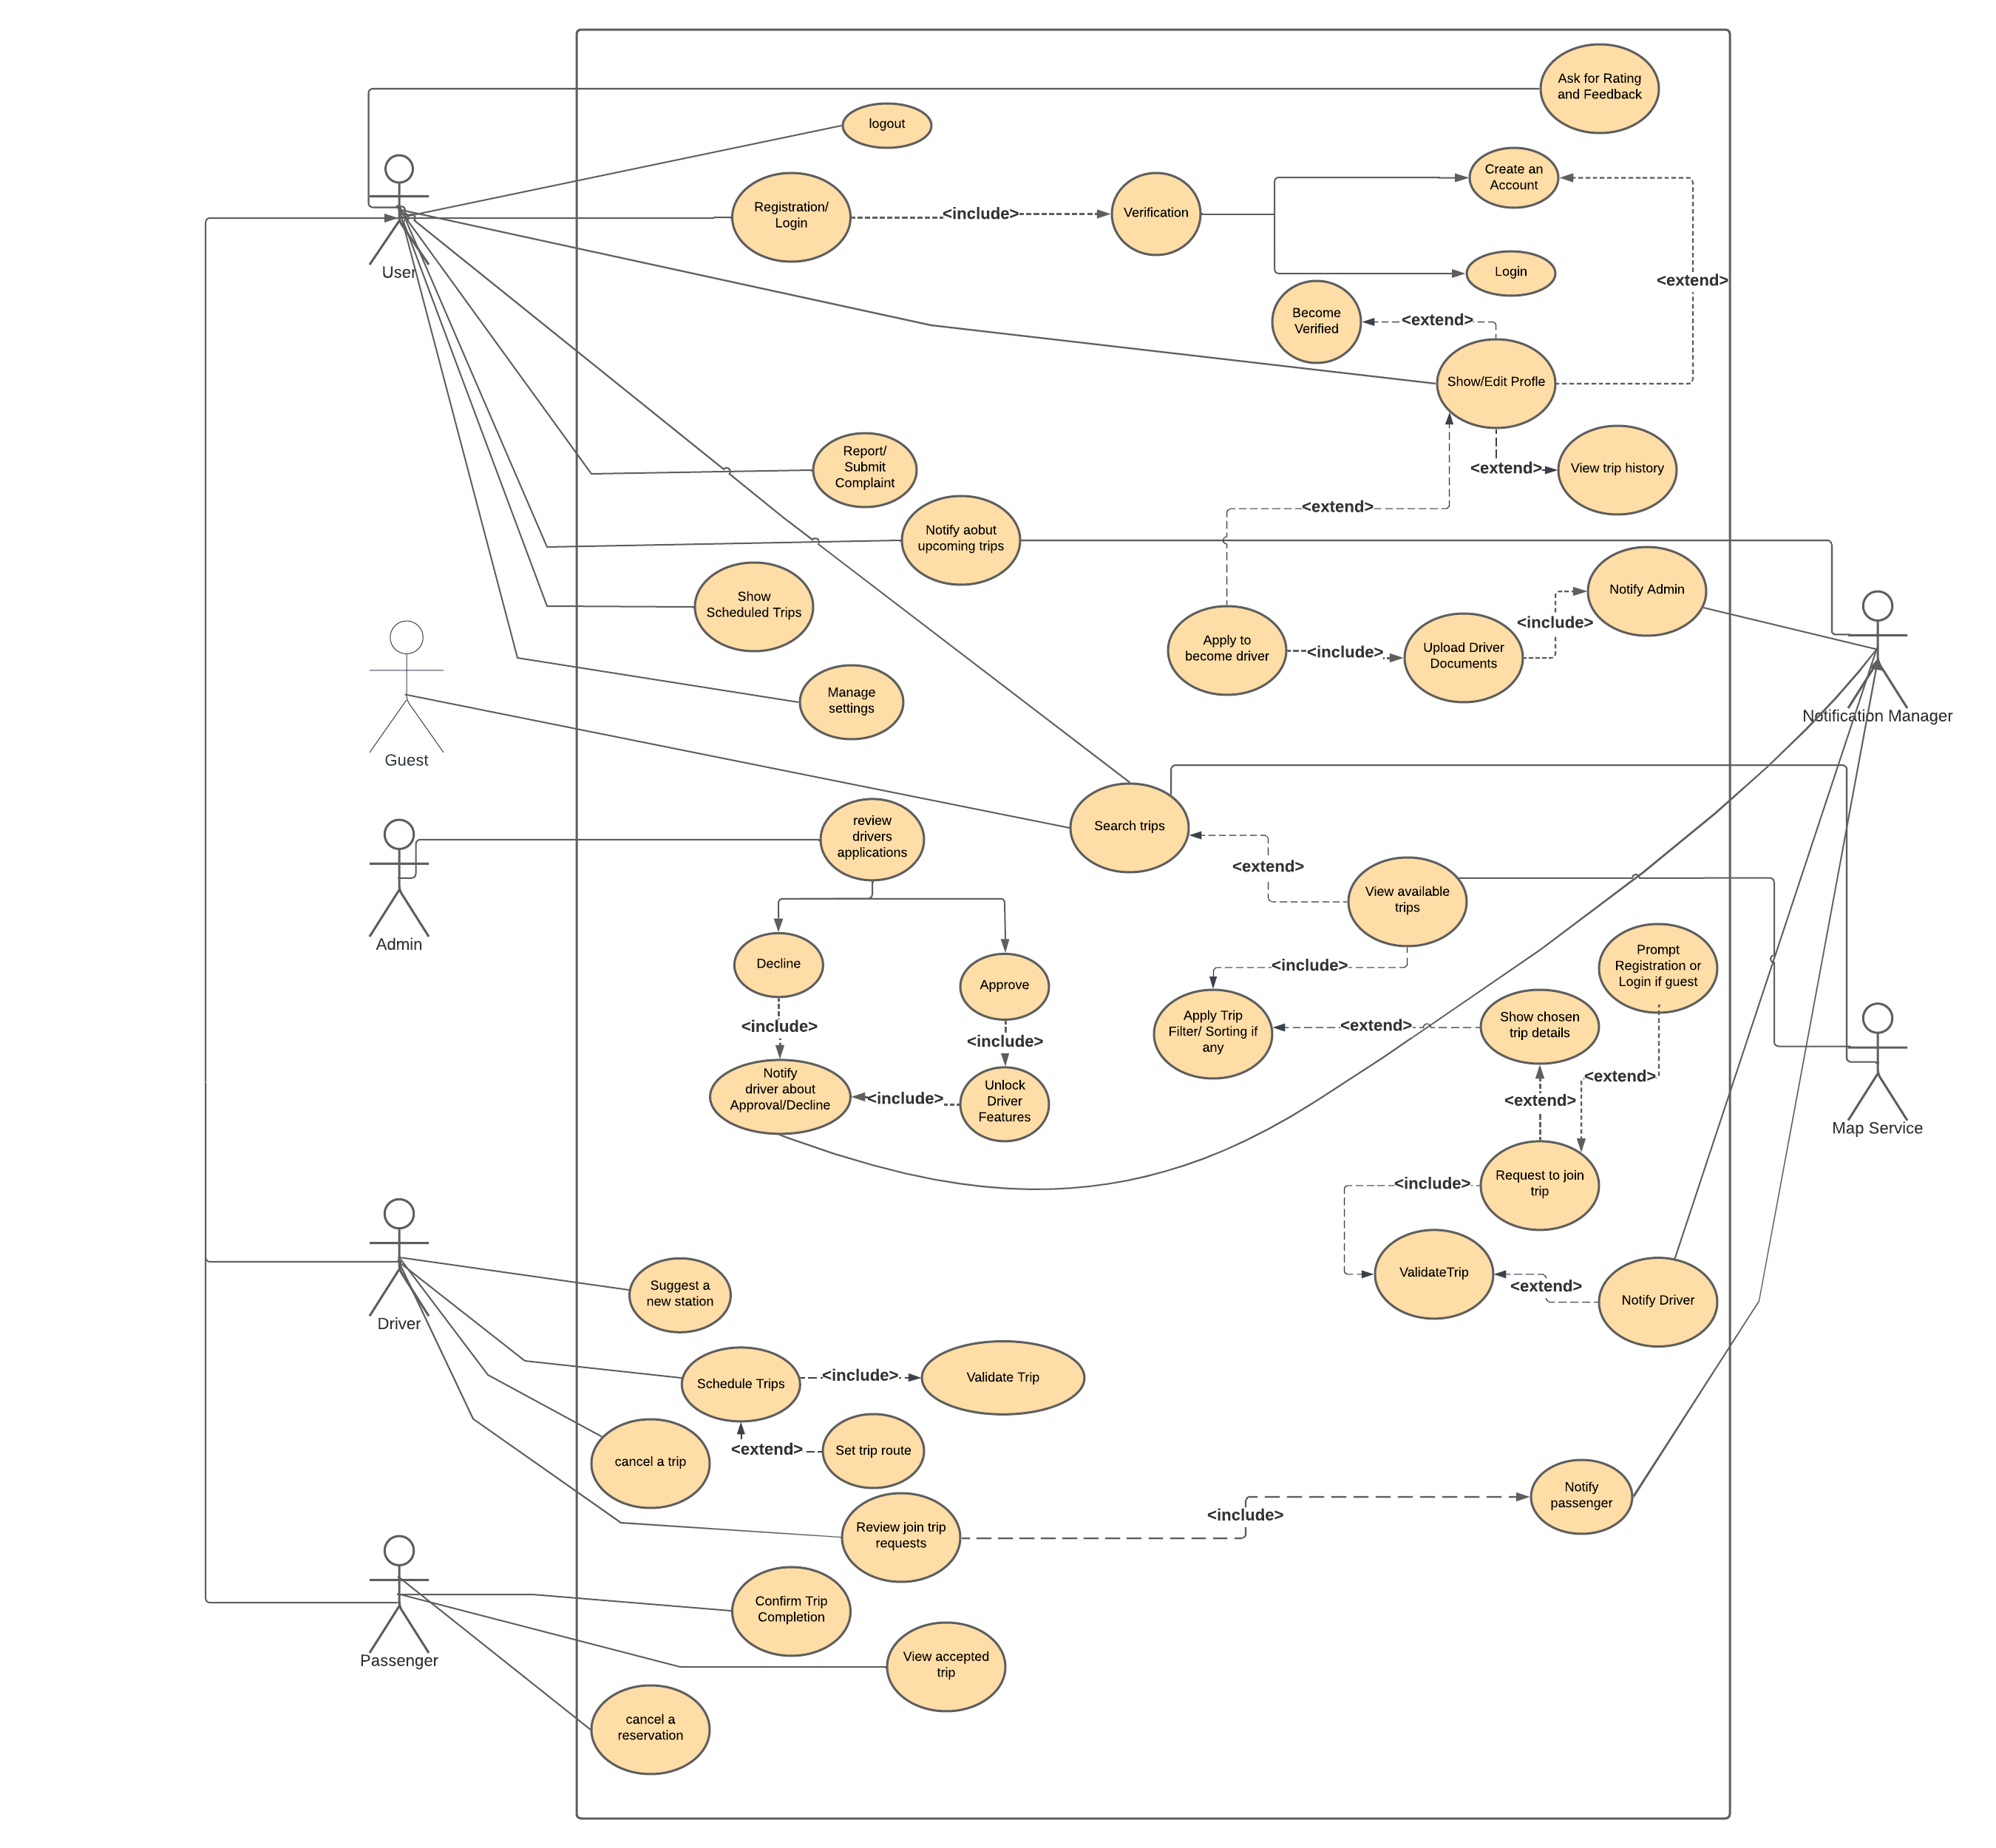 Ask for Rating
and Feedback
logout
Create an
Account
Registration/
Login
<include>
Verification
User
Login
<extend>
Become
Verified
<extend>
Show/Edit Profle
Report/
Submit
Complaint
<extend>
View trip history
<extend>
Notify aobut
upcoming trips
Notify Admin
Show
Scheduled Trips
<include>
Apply to
become driver
<include>
Upload Driver
Documents
Manage
settings
Notification Manager
Guest
Search trips
review
drivers
applications
<extend>
View available
trips
Admin
Decline
Approve
<include>
Prompt
Registration or
Login if guest
Apply Trip
Filter/ Sorting if
any
<extend>
Show chosen
trip details
<include>
<include>
Notify
driver about
Approval/Decline
<include>
Unlock
Driver
Features
<extend>
<extend>
Map Service
Request to join
trip
<include>
ValidateTrip
<extend>
Notify Driver
Suggest a
new station
Driver
Schedule Trips
<include>
Validate Trip
<extend>
Set trip route
cancel a trip
Notify
passenger
<include>
Review join trip
requests
Confirm Trip
Completion
Passenger
View accepted
trip
cancel a
reservation